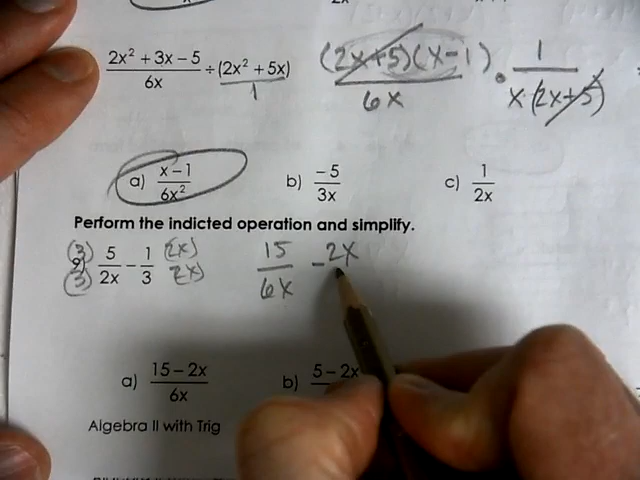 2x² + 3x − 5 / 6x ÷ (2x² + 5x) / 1 (2x+5)(x−1) / 6x · 1 / x·(2x+5)
a) x − 1 / 6x² b) −5 / 3x c) 1 / 2x
Perform the indicted operation and simplify.
(3) 5 / (3) 2x − 1 (2x) / 3 (2x) 15 / 6x − 2x
a) 15 − 2x / 6x b) 5 − 2x
Algebra II with Trig